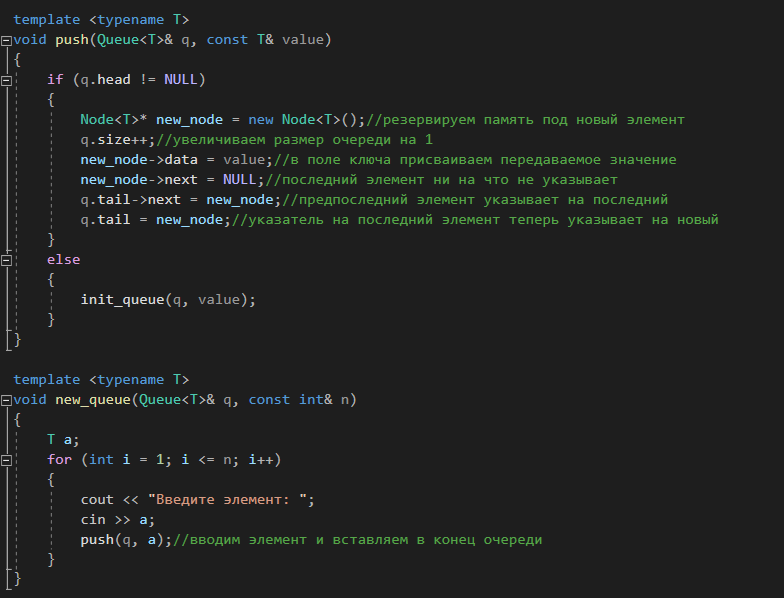 template <typename T>
void push(Queue<T>& q, const T& value)
{
    if (q.head != NULL)
    {
        Node<T>* new_node = new Node<T>();//резервируем память под новый элемент
        q.size++;//увеличиваем размер очереди на 1
        new_node->data = value;//в поле ключа присваиваем передаваемое значение
        new_node->next = NULL;//последний элемент ни на что не указывает
        q.tail->next = new_node;//предпоследний элемент указывает на последний
        q.tail = new_node;//указатель на последний элемент теперь указывает на новый
    }
    else
    {
        init_queue(q, value);
    }
}

template <typename T>
void new_queue(Queue<T>& q, const int& n)
{
    T a;
    for (int i = 1; i <= n; i++)
    {
        cout << "Введите элемент: ";
        cin >> a;
        push(q, a);//вводим элемент и вставляем в конец очереди
    }
}